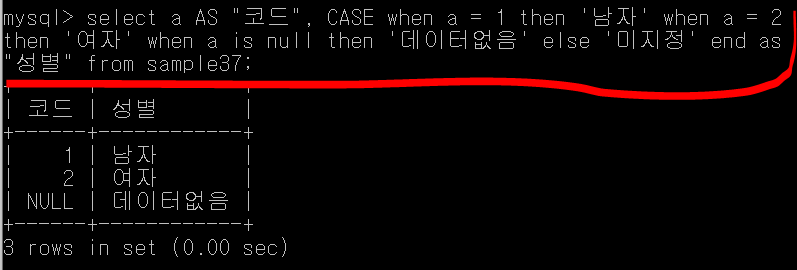 mysql> select a AS "코드", CASE when a = 1 then '남자' when a = 2
then '여자' when a is null then '데이터없음' else '미지정' end as
"성별" from sample37;
| 코드 | 성별 |
+------+------------+
| 1 | 남자 |
| 2 | 여자 |
| NULL | 데이터없음 |
+------+------------+
3 rows in set (0.00 sec)